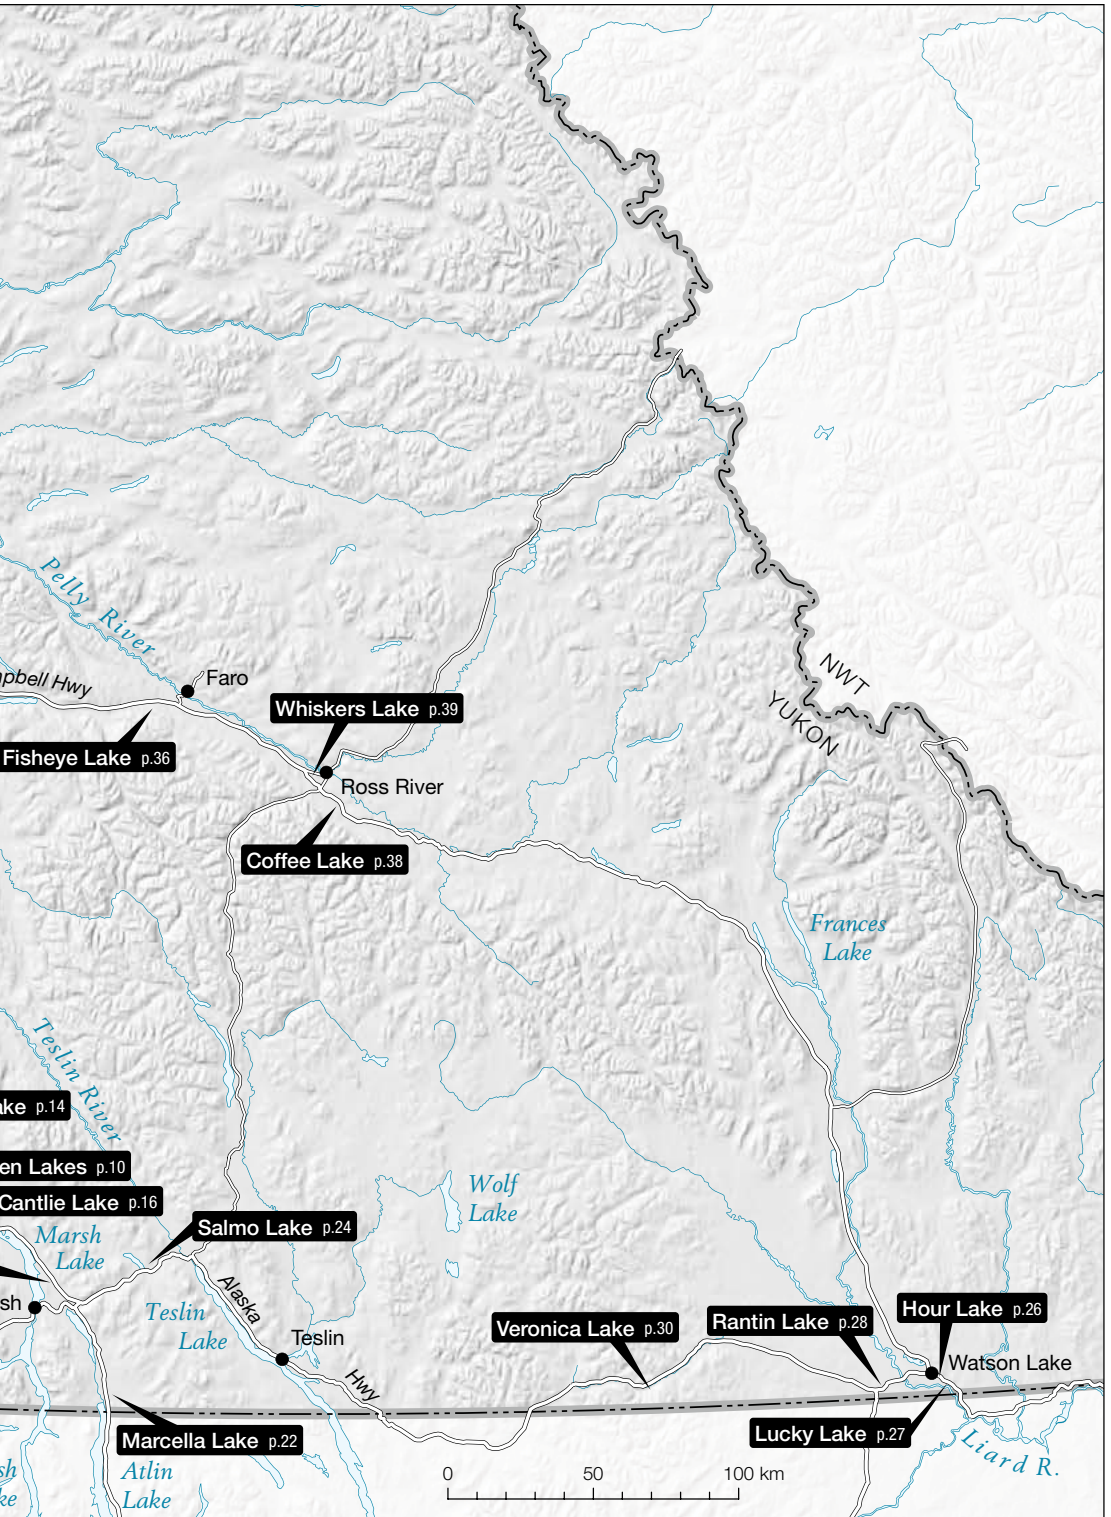 Pelly River
NWT
YUKON
Faro
mpbell Hwy
Whiskers Lake p.39
Fisheye Lake p.36
Ross River
Coffee Lake p.38
Frances
Lake
Teslin River
ake p.14
en Lakes p.10
Cantlie Lake p.16
Wolf
Lake
Salmo Lake p.24
Marsh
Lake
Alaska
sh
Teslin
Lake
Teslin
Hwy
Veronica Lake p.30
Rantin Lake p.28
Hour Lake p.26
Watson Lake
Marcella Lake p.22
Lucky Lake p.27
Liard R.
sh
ke
Atlin
Lake
0 50 100 km